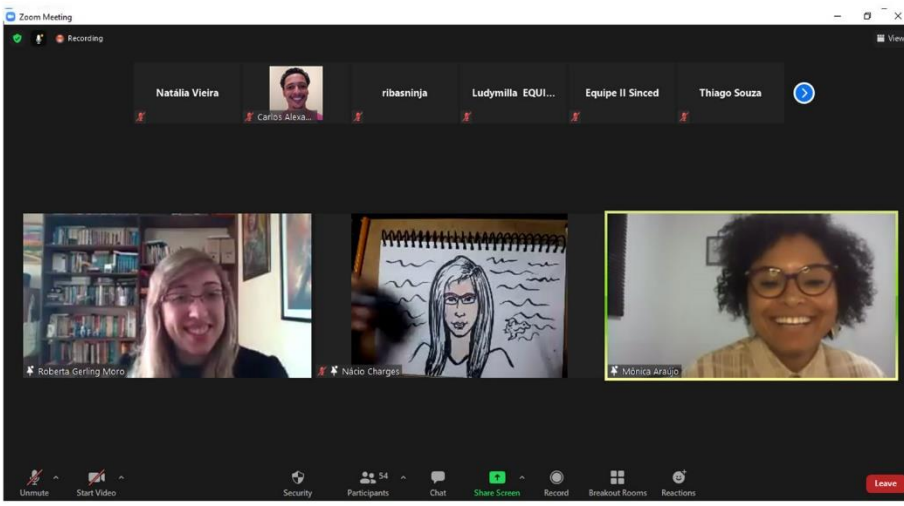 Zoom Meeting
Recording
View
Natália Vieira
Carlos Alexa...
ribasninja
Ludymilla EQUI...
Equipe II Sinced
Thiago Souza
Roberta Gerling Moro
Nácio Charges
Mônica Araújo
Unmute
Start Video
Security
54
Participants
Chat
Share Screen
Record
Breakout Rooms
Reactions
Leave